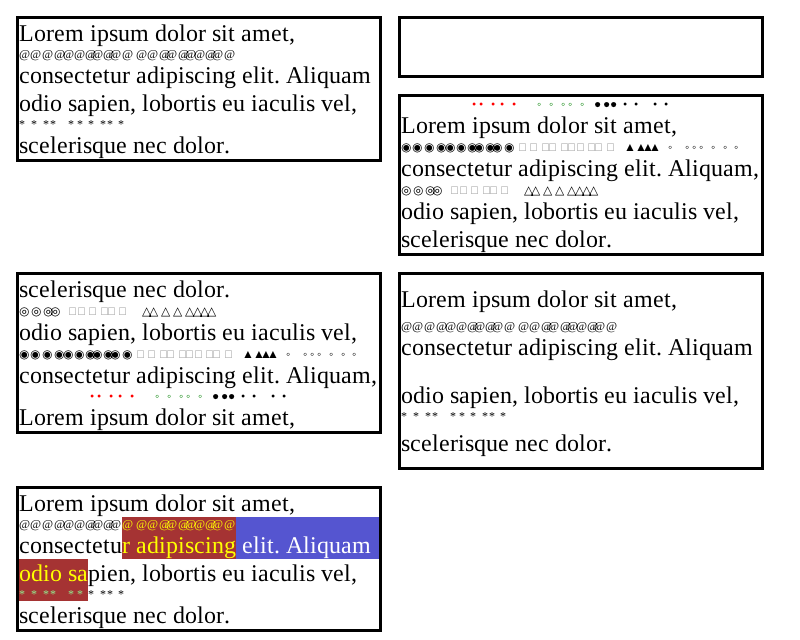 Lorem ipsum dolor sit amet,
consectetur adipiscing elit. Aliquam
odio sapien, lobortis eu iaculis vel,
scelerisque nec dolor.
Lorem ipsum dolor sit amet,
consectetur adipiscing elit. Aliquam,
odio sapien, lobortis eu iaculis vel,
scelerisque nec dolor.
scelerisque nec dolor.
odio sapien, lobortis eu iaculis vel,
consectetur adipiscing elit. Aliquam,
Lorem ipsum dolor sit amet,
Lorem ipsum dolor sit amet,
consectetur adipiscing elit. Aliquam
odio sapien, lobortis eu iaculis vel,
scelerisque nec dolor.
Lorem ipsum dolor sit amet,
consectetur adipiscing elit. Aliquam
odio sapien, lobortis eu iaculis vel,
scelerisque nec dolor.